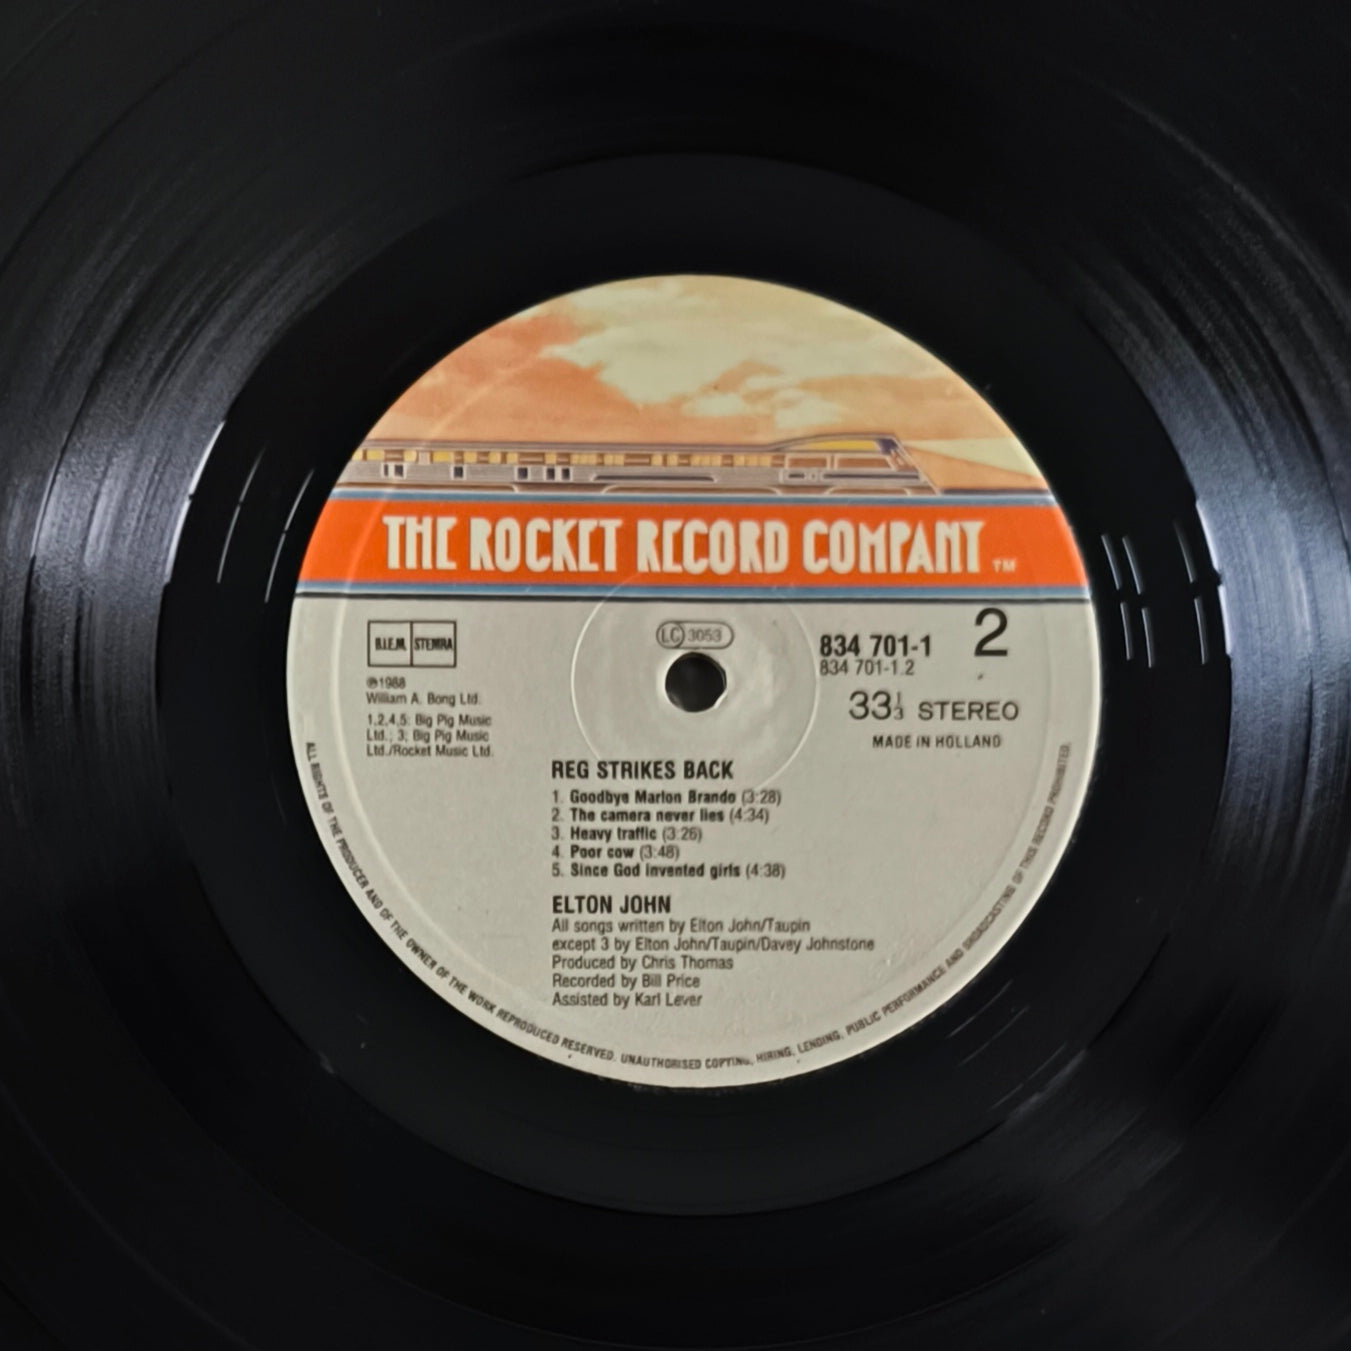 THE ROCKET RECORD COMPANY TM
B.I.E.M. STEMRA
LC 3053
834 701-1
834 701-1.2
2
33 1/3 STEREO
MADE IN HOLLAND
℗1988
William A. Bong Ltd.
1,2,4,5: Big Pig Music
Ltd.; 3; Big Pig Music
Ltd./Rocket Music Ltd.
REG STRIKES BACK
1. Goodbye Marlon Brando (3:28)
2. The camera never lies (4:34)
3. Heavy traffic (3:26)
4. Poor cow (3:48)
5. Since God invented girls (4:38)
ELTON JOHN
All songs written by Elton John/Taupin
except 3 by Elton John/Taupin/Davey Johnstone
Produced by Chris Thomas
Recorded by Bill Price
Assisted by Karl Lever
ALL RIGHTS OF THE PRODUCER AND OF THE OWNER OF THE WORK REPRODUCED RESERVED. UNAUTHORISED COPYING, HIRING, LENDING, PUBLIC PERFORMANCE AND BROADCASTING OF THIS RECORD PROHIBITED.